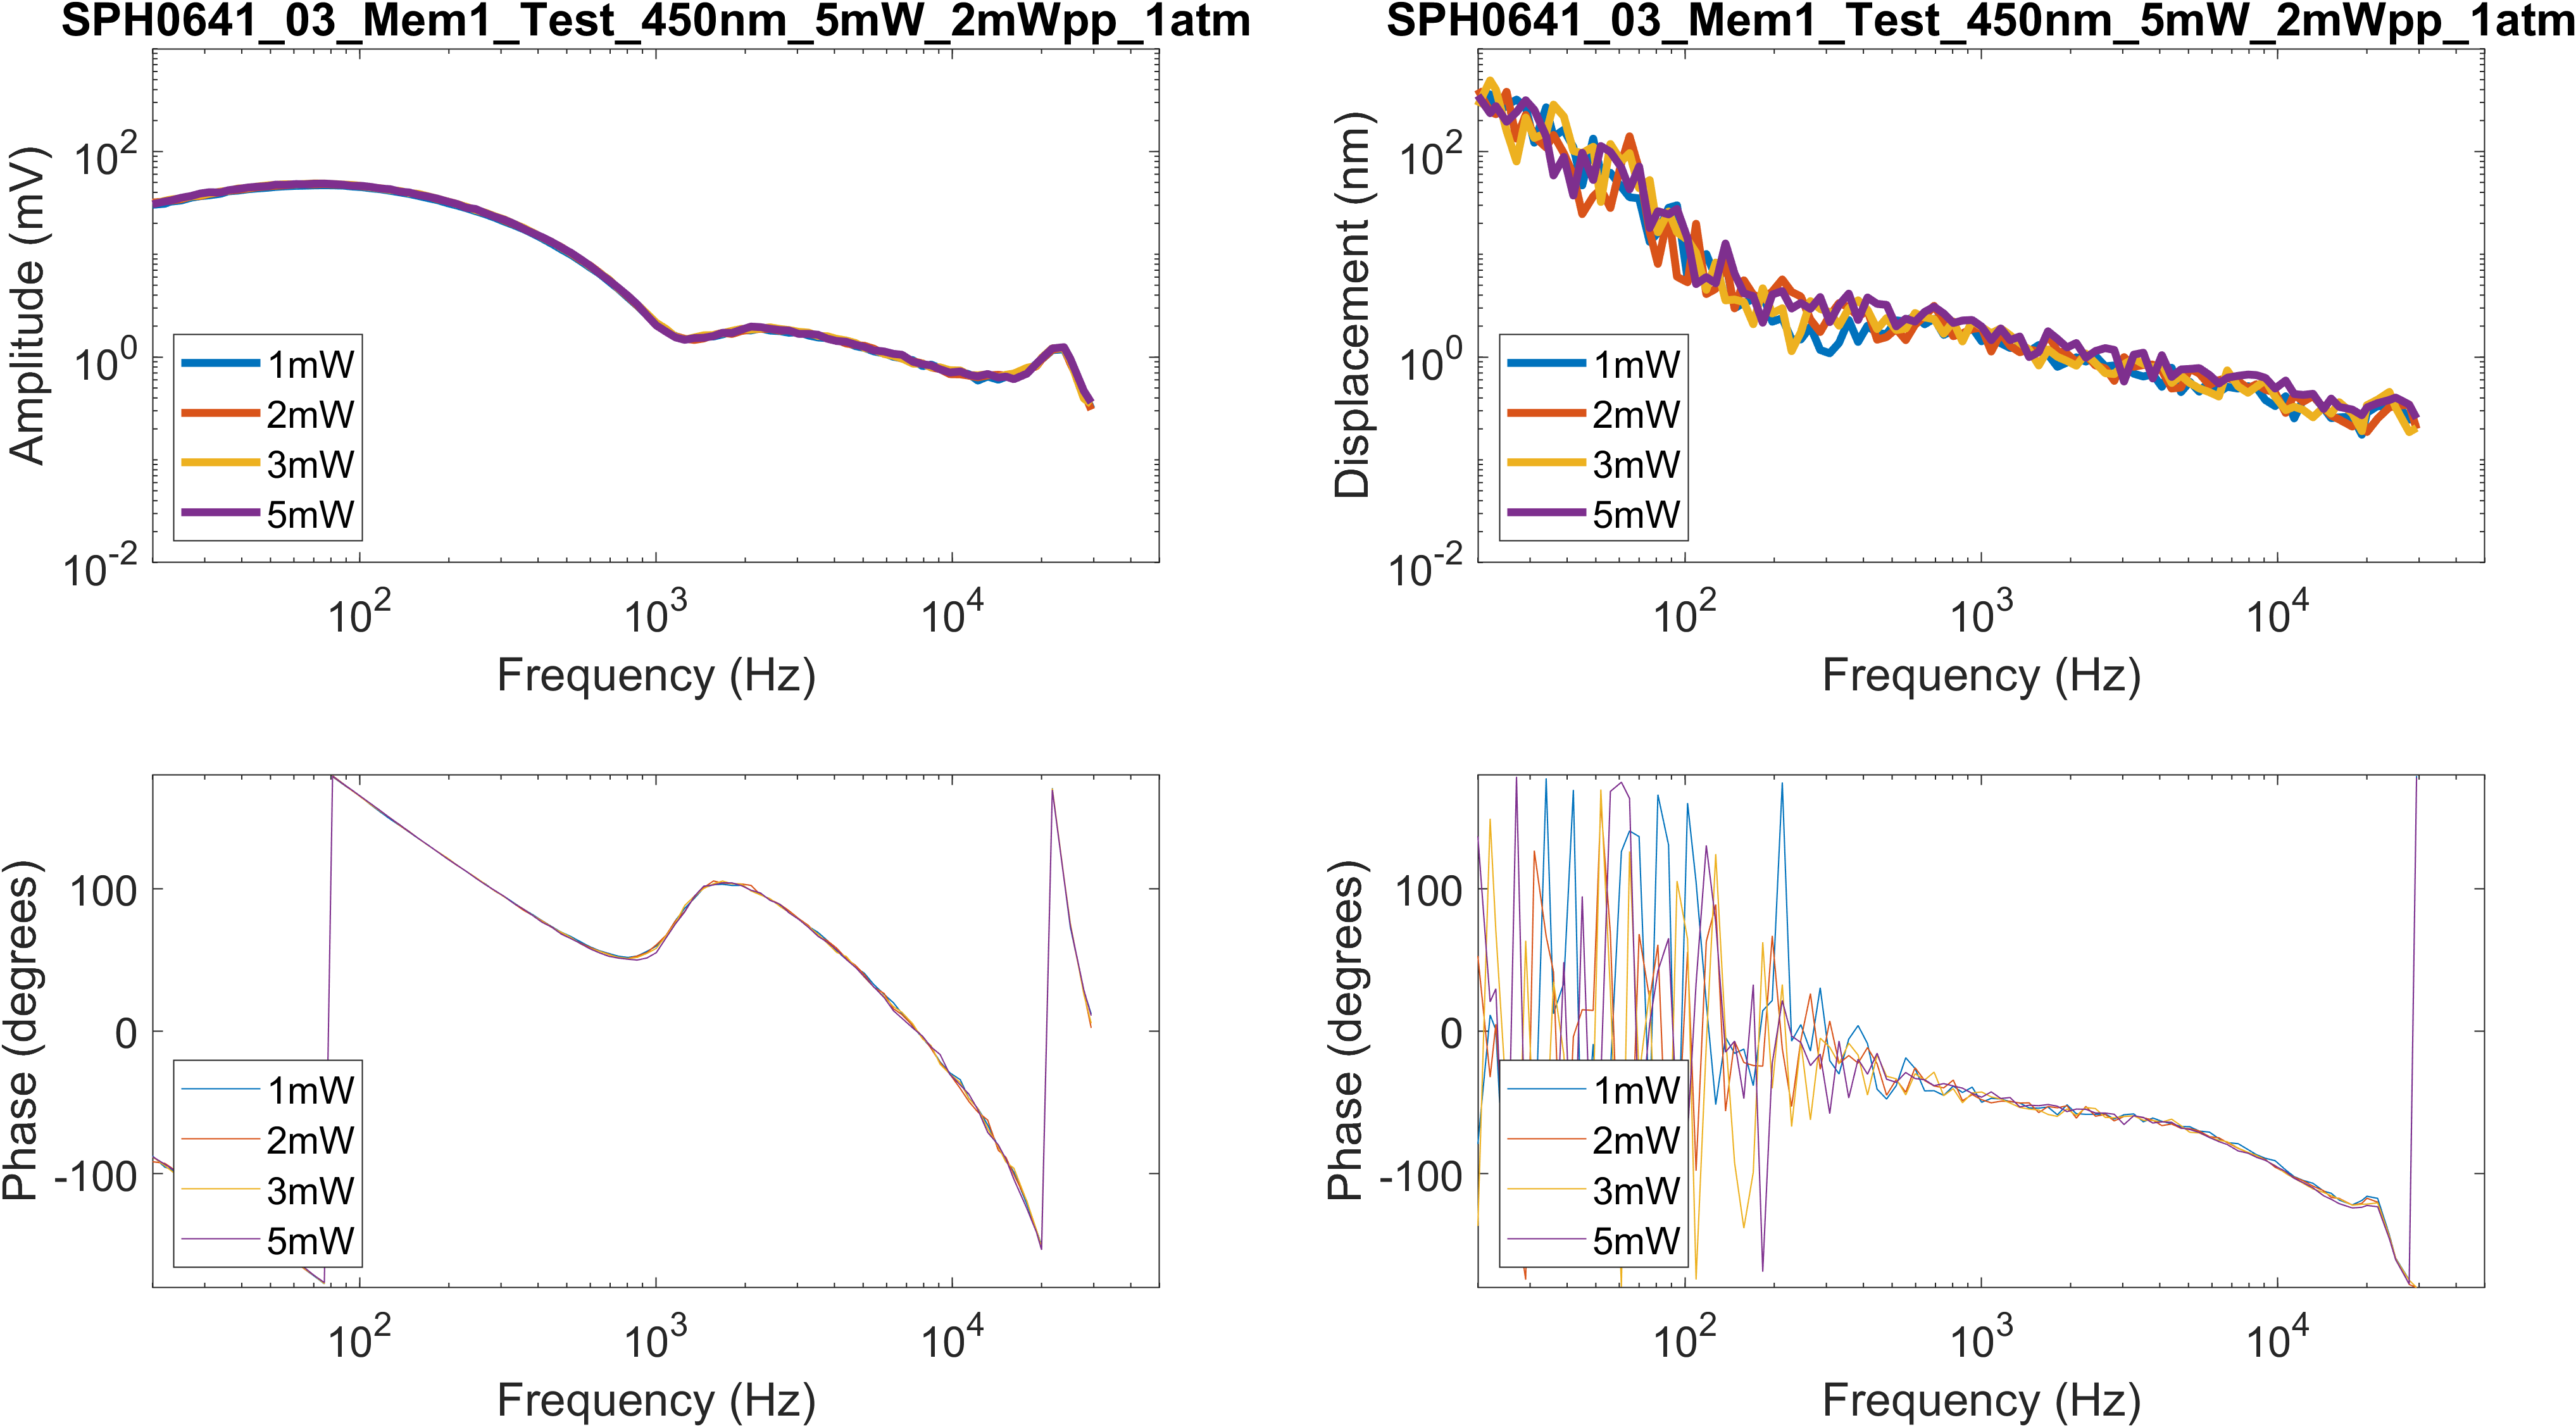 SPH0641_03_Mem1_Test_450nm_5mW_2mWpp_1atm
Amplitude (mV)
10^2
10^0
10^-2
1mW
2mW
3mW
5mW
10^2 10^3 10^4
Frequency (Hz)
SPH0641_03_Mem1_Test_450nm_5mW_2mWpp_1atm
Displacement (nm)
10^2
10^0
10^-2
1mW
2mW
3mW
5mW
10^2 10^3 10^4
Frequency (Hz)
Phase (degrees)
100
0
-100
1mW
2mW
3mW
5mW
10^2 10^3 10^4
Frequency (Hz)
Phase (degrees)
100
0
-100
1mW
2mW
3mW
5mW
10^2 10^3 10^4
Frequency (Hz)